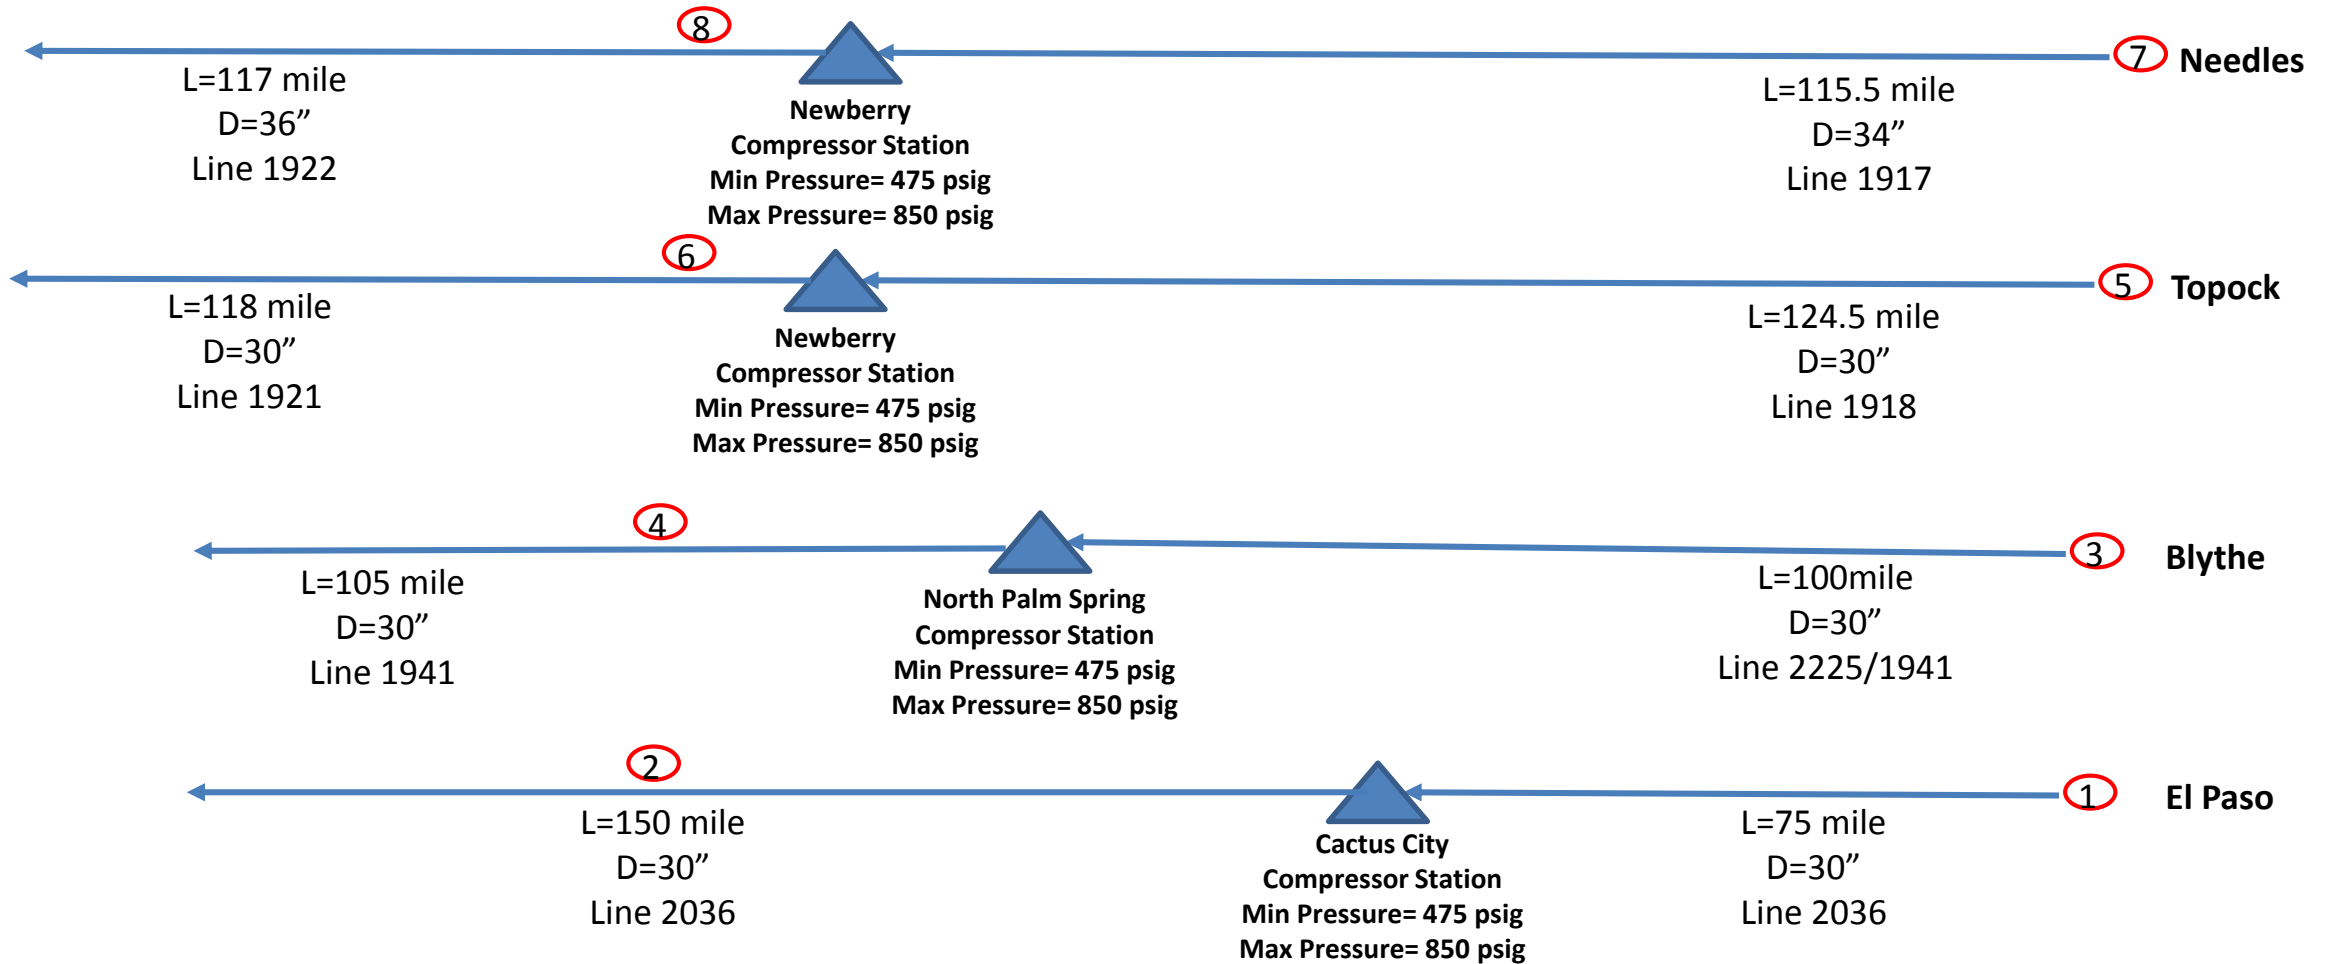 8
7
Needles
L=117 mile
D=36”
Line 1922
Newberry
Compressor Station
Min Pressure= 475 psig
Max Pressure= 850 psig
L=115.5 mile
D=34”
Line 1917
6
5
Topock
L=118 mile
D=30”
Line 1921
Newberry
Compressor Station
Min Pressure= 475 psig
Max Pressure= 850 psig
L=124.5 mile
D=30”
Line 1918
4
3
Blythe
L=105 mile
D=30”
Line 1941
North Palm Spring
Compressor Station
Min Pressure= 475 psig
Max Pressure= 850 psig
L=100mile
D=30”
Line 2225/1941
2
1
El Paso
L=150 mile
D=30”
Line 2036
Cactus City
Compressor Station
Min Pressure= 475 psig
Max Pressure= 850 psig
L=75 mile
D=30”
Line 2036